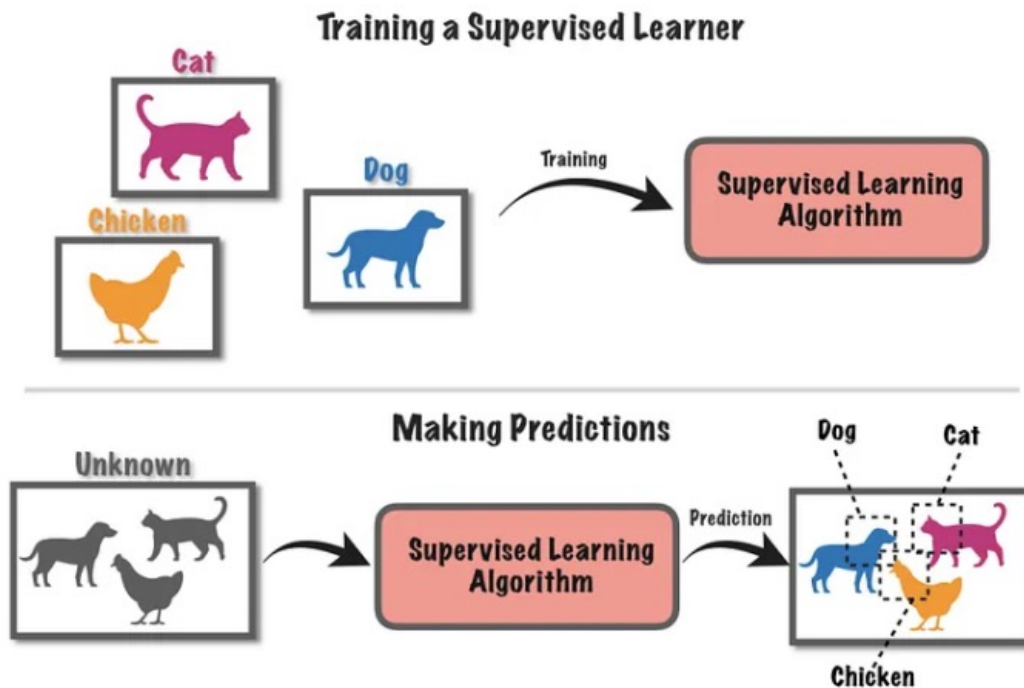 Training a Supervised Learner
Cat
Dog
Chicken
Training
Supervised Learning
Algorithm
Making Predictions
Unknown
Supervised Learning
Algorithm
Prediction
Dog
Cat
Chicken